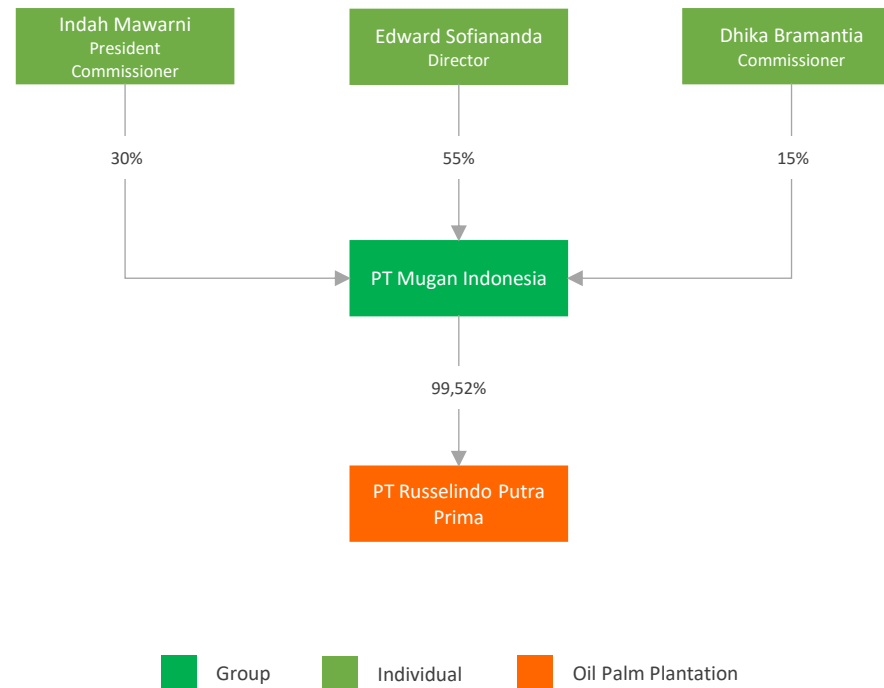 Indah Mawarni
President
Commissioner
Edward Sofiananda
Director
Dhika Bramantia
Commissioner
30%
55%
15%
PT Mugan Indonesia
99,52%
PT Russelindo Putra
Prima
Group
Individual
Oil Palm Plantation